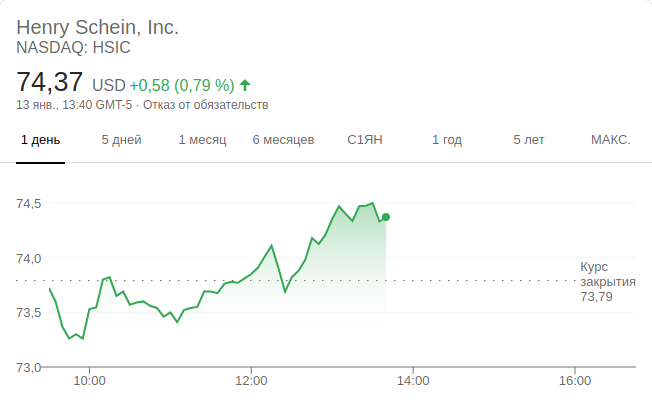 Henry Schein, Inc.
NASDAQ: HSIC
74,37 USD +0,58 (0,79 %)
13 янв., 13:40 GMT-5 · Отказ от обязательств
1 день 5 дней 1 месяц 6 месяцев С1ЯН 1 год 5 лет МАКС.
74,5
74,0
Курс
закрытия
73,79
73,5
73,0
10:00 12:00 14:00 16:00